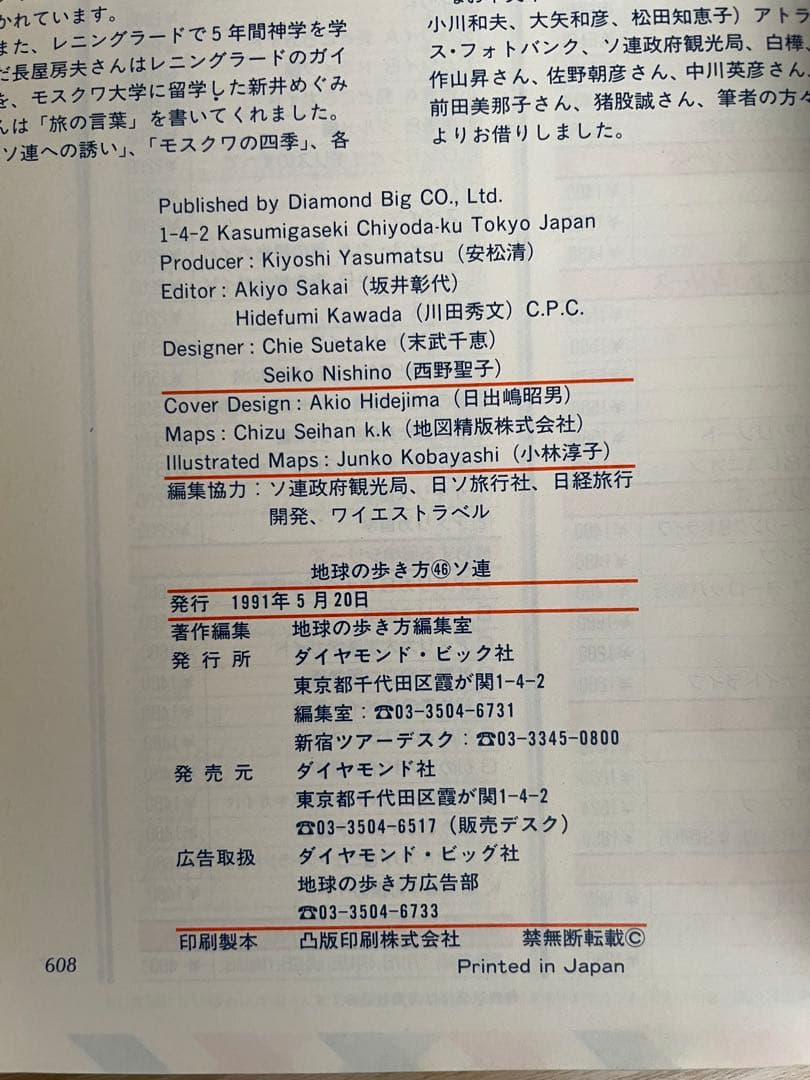 かれています。
また、レニングラードで5年間神学を学
だ長屋房夫さんはレニングラードのガイ
を、モスクワ大学に留学した新井めぐみ
んは「旅の言葉」を書いてくれました。
ソ連への誘い」、「モスクワの四季」、各
小川和夫、大矢和彦、松田知恵子）アトラ
ス・フォトバンク、ソ連政府観光局、白樺、
作山昇さん、佐野朝彦さん、中川英彦さん、
前田美那子さん、猪股誠さん、筆者の方々
よりお借りしました。
Published by Diamond Big CO., Ltd.
1-4-2 Kasumigaseki Chiyoda-ku Tokyo Japan
Producer : Kiyoshi Yasumatsu（安松清）
Editor : Akiyo Sakai（坂井彰代）
Hidefumi Kawada（川田秀文）C.P.C.
Designer : Chie Suetake（末武千恵）
Seiko Nishino（西野聖子）
Cover Design : Akio Hidejima（日出嶋昭男）
Maps : Chizu Seihan k.k（地図精版株式会社）
Illustrated Maps : Junko Kobayashi（小林淳子）
編集協力：ソ連政府観光局、日ソ旅行社、日経旅行
開発、ワイエストラベル
地球の歩き方㊻ソ連
発行 1991年5月20日
著作編集 地球の歩き方編集室
発行所 ダイヤモンド・ビック社
東京都千代田区霞が関1-4-2
編集室：☎03-3504-6731
新宿ツアーデスク：☎03-3345-0800
発売元 ダイヤモンド社
東京都千代田区霞が関1-4-2
☎03-3504-6517（販売デスク）
広告取扱 ダイヤモンド・ビッグ社
地球の歩き方広告部
☎03-3504-6733
印刷製本 凸版印刷株式会社 禁無断転載©
608 Printed in Japan